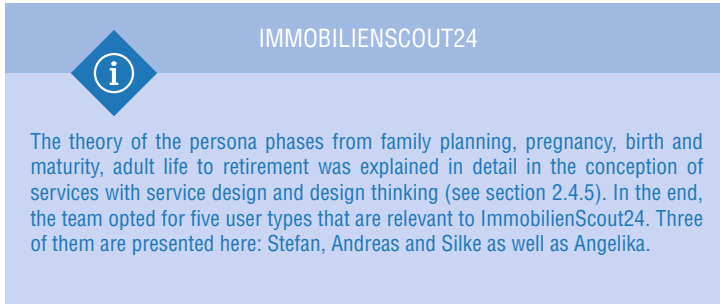 IMMOBILIENSCOUT24
i
The theory of the persona phases from family planning, pregnancy, birth and
maturity, adult life to retirement was explained in detail in the conception of
services with service design and design thinking (see section 2.4.5). In the end,
the team opted for five user types that are relevant to ImmobilienScout24. Three
of them are presented here: Stefan, Andreas and Silke as well as Angelika.